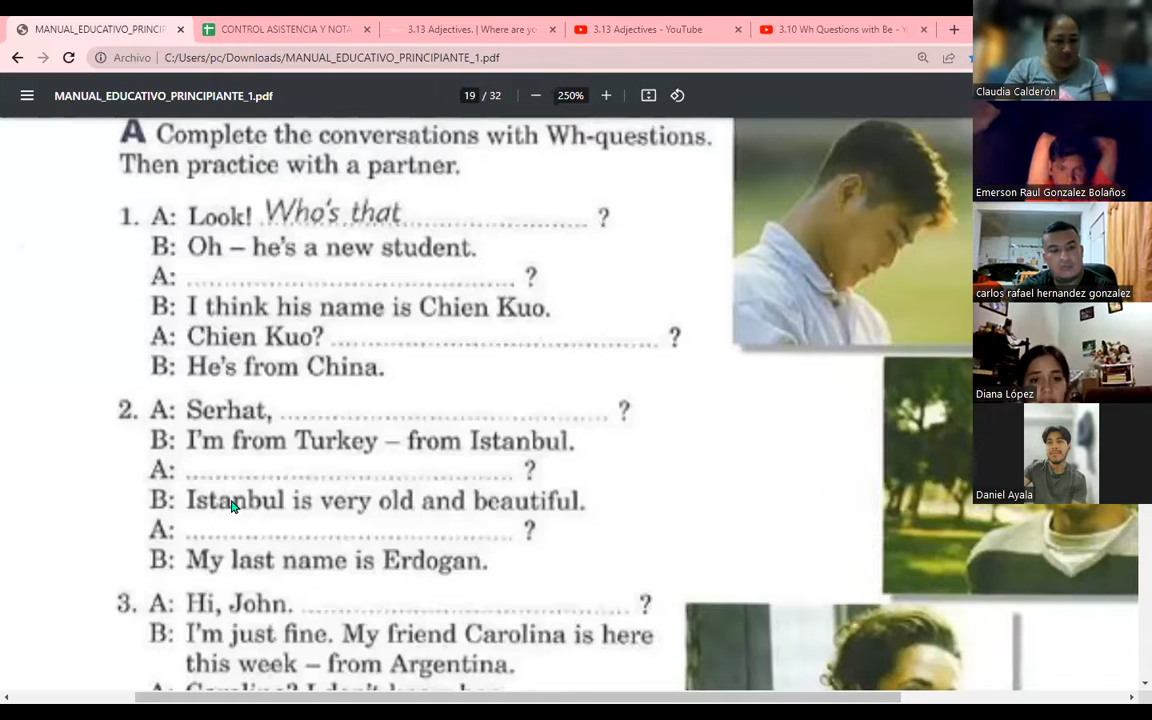 MANUAL_EDUCATIVO_PRINCIP
CONTROL ASISTENCIA Y NOTA
3.13 Adjectives. | Where are yo
3.13 Adjectives - YouTube
3.10 Wh Questions with Be - Y
Archivo
C:/Users/pc/Downloads/MANUAL_EDUCATIVO_PRINCIPIANTE_1.pdf
MANUAL_EDUCATIVO_PRINCIPIANTE_1.pdf
19 / 32
250%
A Complete the conversations with Wh-questions.
Then practice with a partner.
1. A: Look! Who's that ?
B: Oh – he's a new student.
A: ?
B: I think his name is Chien Kuo.
A: Chien Kuo? ?
B: He's from China.
2. A: Serhat, ?
B: I'm from Turkey – from Istanbul.
A: ?
B: Istanbul is very old and beautiful.
A: ?
B: My last name is Erdogan.
3. A: Hi, John. ?
B: I'm just fine. My friend Carolina is here
this week – from Argentina.
Claudia Calderón
Emerson Raul Gonzalez Bolaños
carlos rafael hernandez gonzalez
Diana López
Daniel Ayala